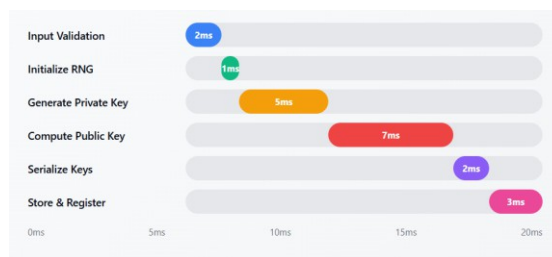 Input Validation 2ms
Initialize RNG 1ms
Generate Private Key 5ms
Compute Public Key 7ms
Serialize Keys 2ms
Store & Register 3ms
0ms 5ms 10ms 15ms 20ms